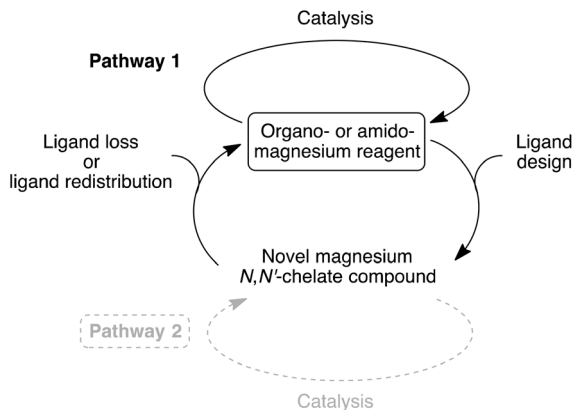 Catalysis
Pathway 1
Organo- or amido-
magnesium reagent
Ligand loss
or
ligand redistribution
Ligand
design
Novel magnesium
N,N'-chelate compound
Pathway 2
Catalysis